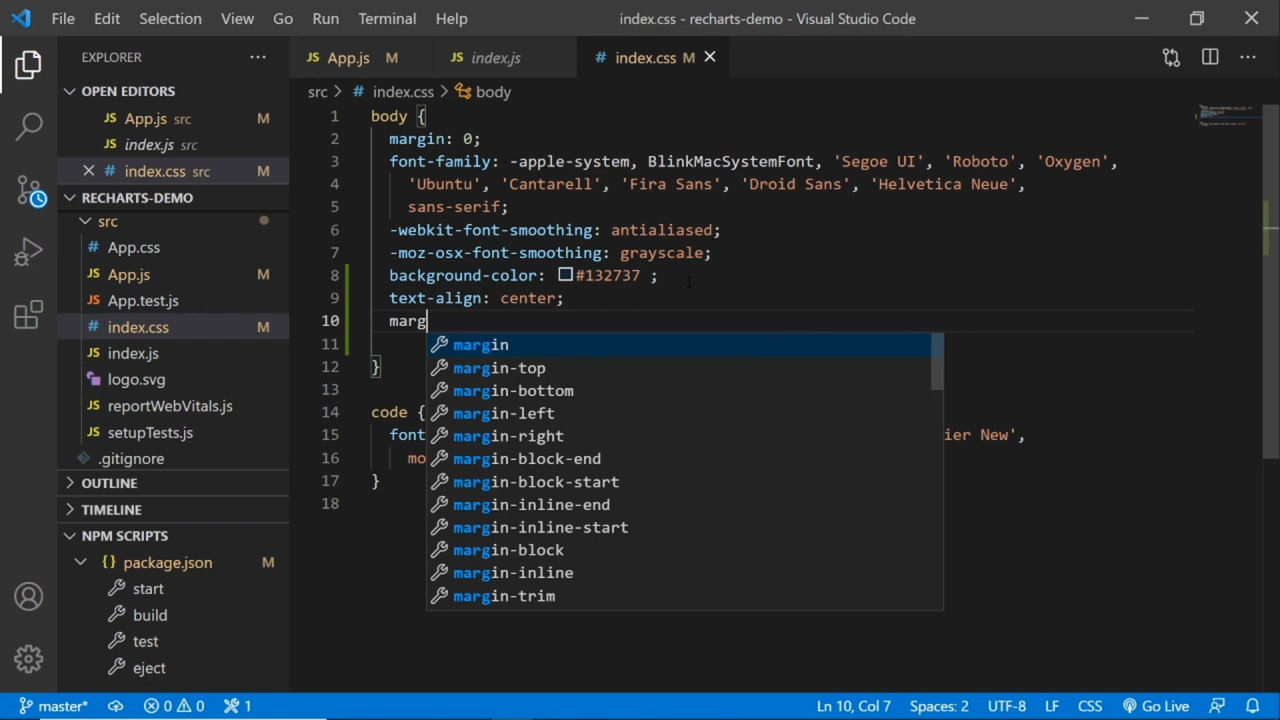 File Edit Selection View Go Run Terminal Help index.css - recharts-demo - Visual Studio Code
EXPLORER
OPEN EDITORS
JS App.js src M
JS index.js src
# index.css src M
RECHARTS-DEMO
src
# App.css
JS App.js M
JS App.test.js
# index.css M
JS index.js
logo.svg
JS reportWebVitals.js
JS setupTests.js
.gitignore
OUTLINE
TIMELINE
NPM SCRIPTS
{} package.json M
start
build
test
eject
JS App.js M JS index.js # index.css M
src > # index.css > body
1 body {
2 margin: 0;
3 font-family: -apple-system, BlinkMacSystemFont, 'Segoe UI', 'Roboto', 'Oxygen',
4 'Ubuntu', 'Cantarell', 'Fira Sans', 'Droid Sans', 'Helvetica Neue',
5 sans-serif;
6 -webkit-font-smoothing: antialiased;
7 -moz-osx-font-smoothing: grayscale;
8 background-color: #132737 ;
9 text-align: center;
10 marg
11 margin
12 } margin-top
13 margin-bottom
14 code { margin-left
15 font margin-right ier New',
16 mo margin-block-end
17 } margin-block-start
18 margin-inline-end
margin-inline-start
margin-block
margin-inline
margin-trim
master* 0 0 1 Ln 10, Col 7 Spaces: 2 UTF-8 LF CSS Go Live